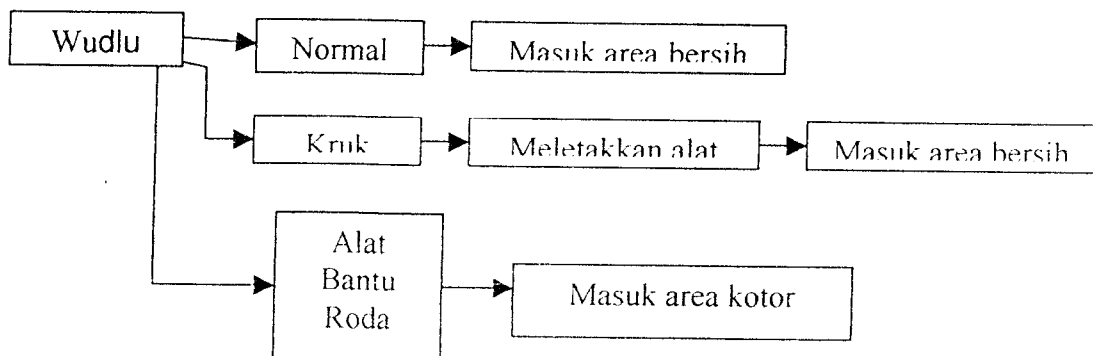 Wudlu
Normal
Masuk area bersih
Kruk
Meletakkan alat
Masuk area bersih
Alat
Bantu
Roda
Masuk area kotor